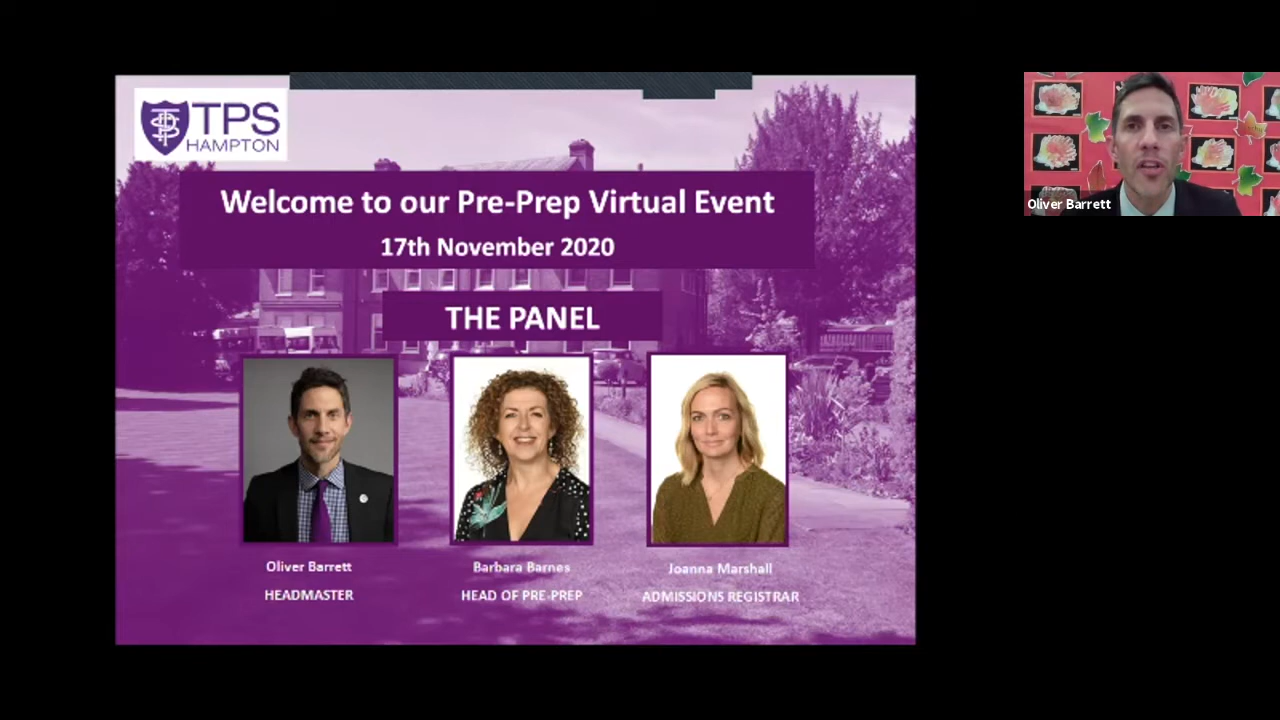 TPS
HAMPTON
Welcome to our Pre-Prep Virtual Event
17th November 2020
THE PANEL
Oliver Barrett
HEADMASTER
Barbara Barnes
HEAD OF PRE-PREP
Joanna Marshall
ADMISSIONS REGISTRAR
Oliver Barrett